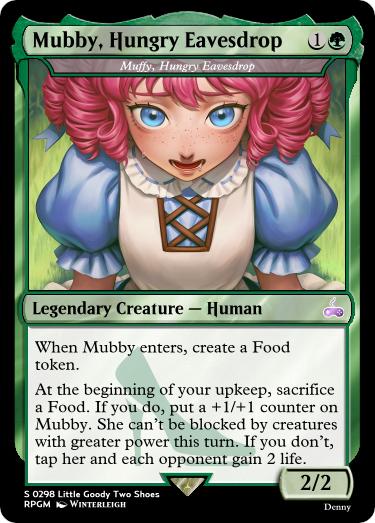 Mubby, Hungry Eavesdrop 1
Muffy, Hungry Eavesdrop
Legendary Creature — Human
When Mubby enters, create a Food
token.
At the beginning of your upkeep, sacrifice
a Food. If you do, put a +1/+1 counter on
Mubby. She can't be blocked by creatures
with greater power this turn. If you don't,
tap her and each opponent gain 2 life.
2/2
S 0298 Little Goody Two Shoes
RPGM Winterleigh
Denny